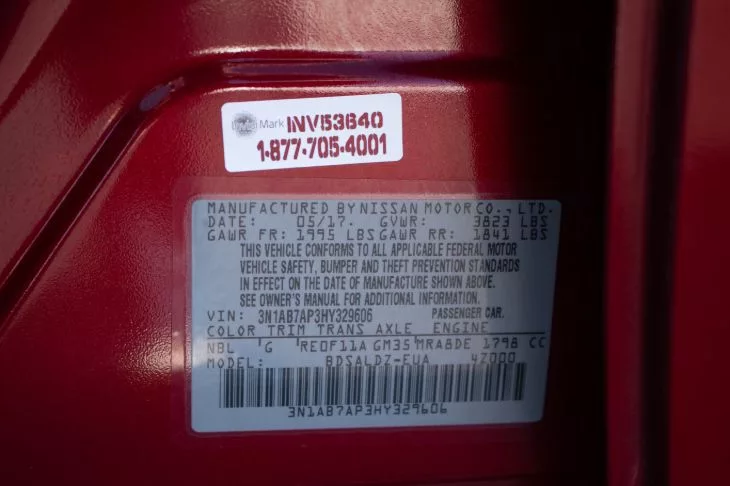 Mark INV53640
1-877-705-4001
MANUFACTURED BY NISSAN MOTOR CO., LTD.
DATE: 05/17. GVWR: 3823 LBS
GAWR FR: 1995 LBS GAWR RR: 1841 LBS
THIS VEHICLE CONFORMS TO ALL APPLICABLE FEDERAL MOTOR
VEHICLE SAFETY, BUMPER AND THEFT PREVENTION STANDARDS
IN EFFECT ON THE DATE OF MANUFACTURE SHOWN ABOVE.
SEE OWNER'S MANUAL FOR ADDITIONAL INFORMATION.
VIN: 3N1AB7AP3HY329606 PASSENGER CAR.
COLOR TRIM TRANS AXLE ENGINE
NBL G RE0F11A GM35 MRA8DE 1798 CC
MODEL: BDSALDZ-EUA 4Z000
3N1AB7AP3HY329606